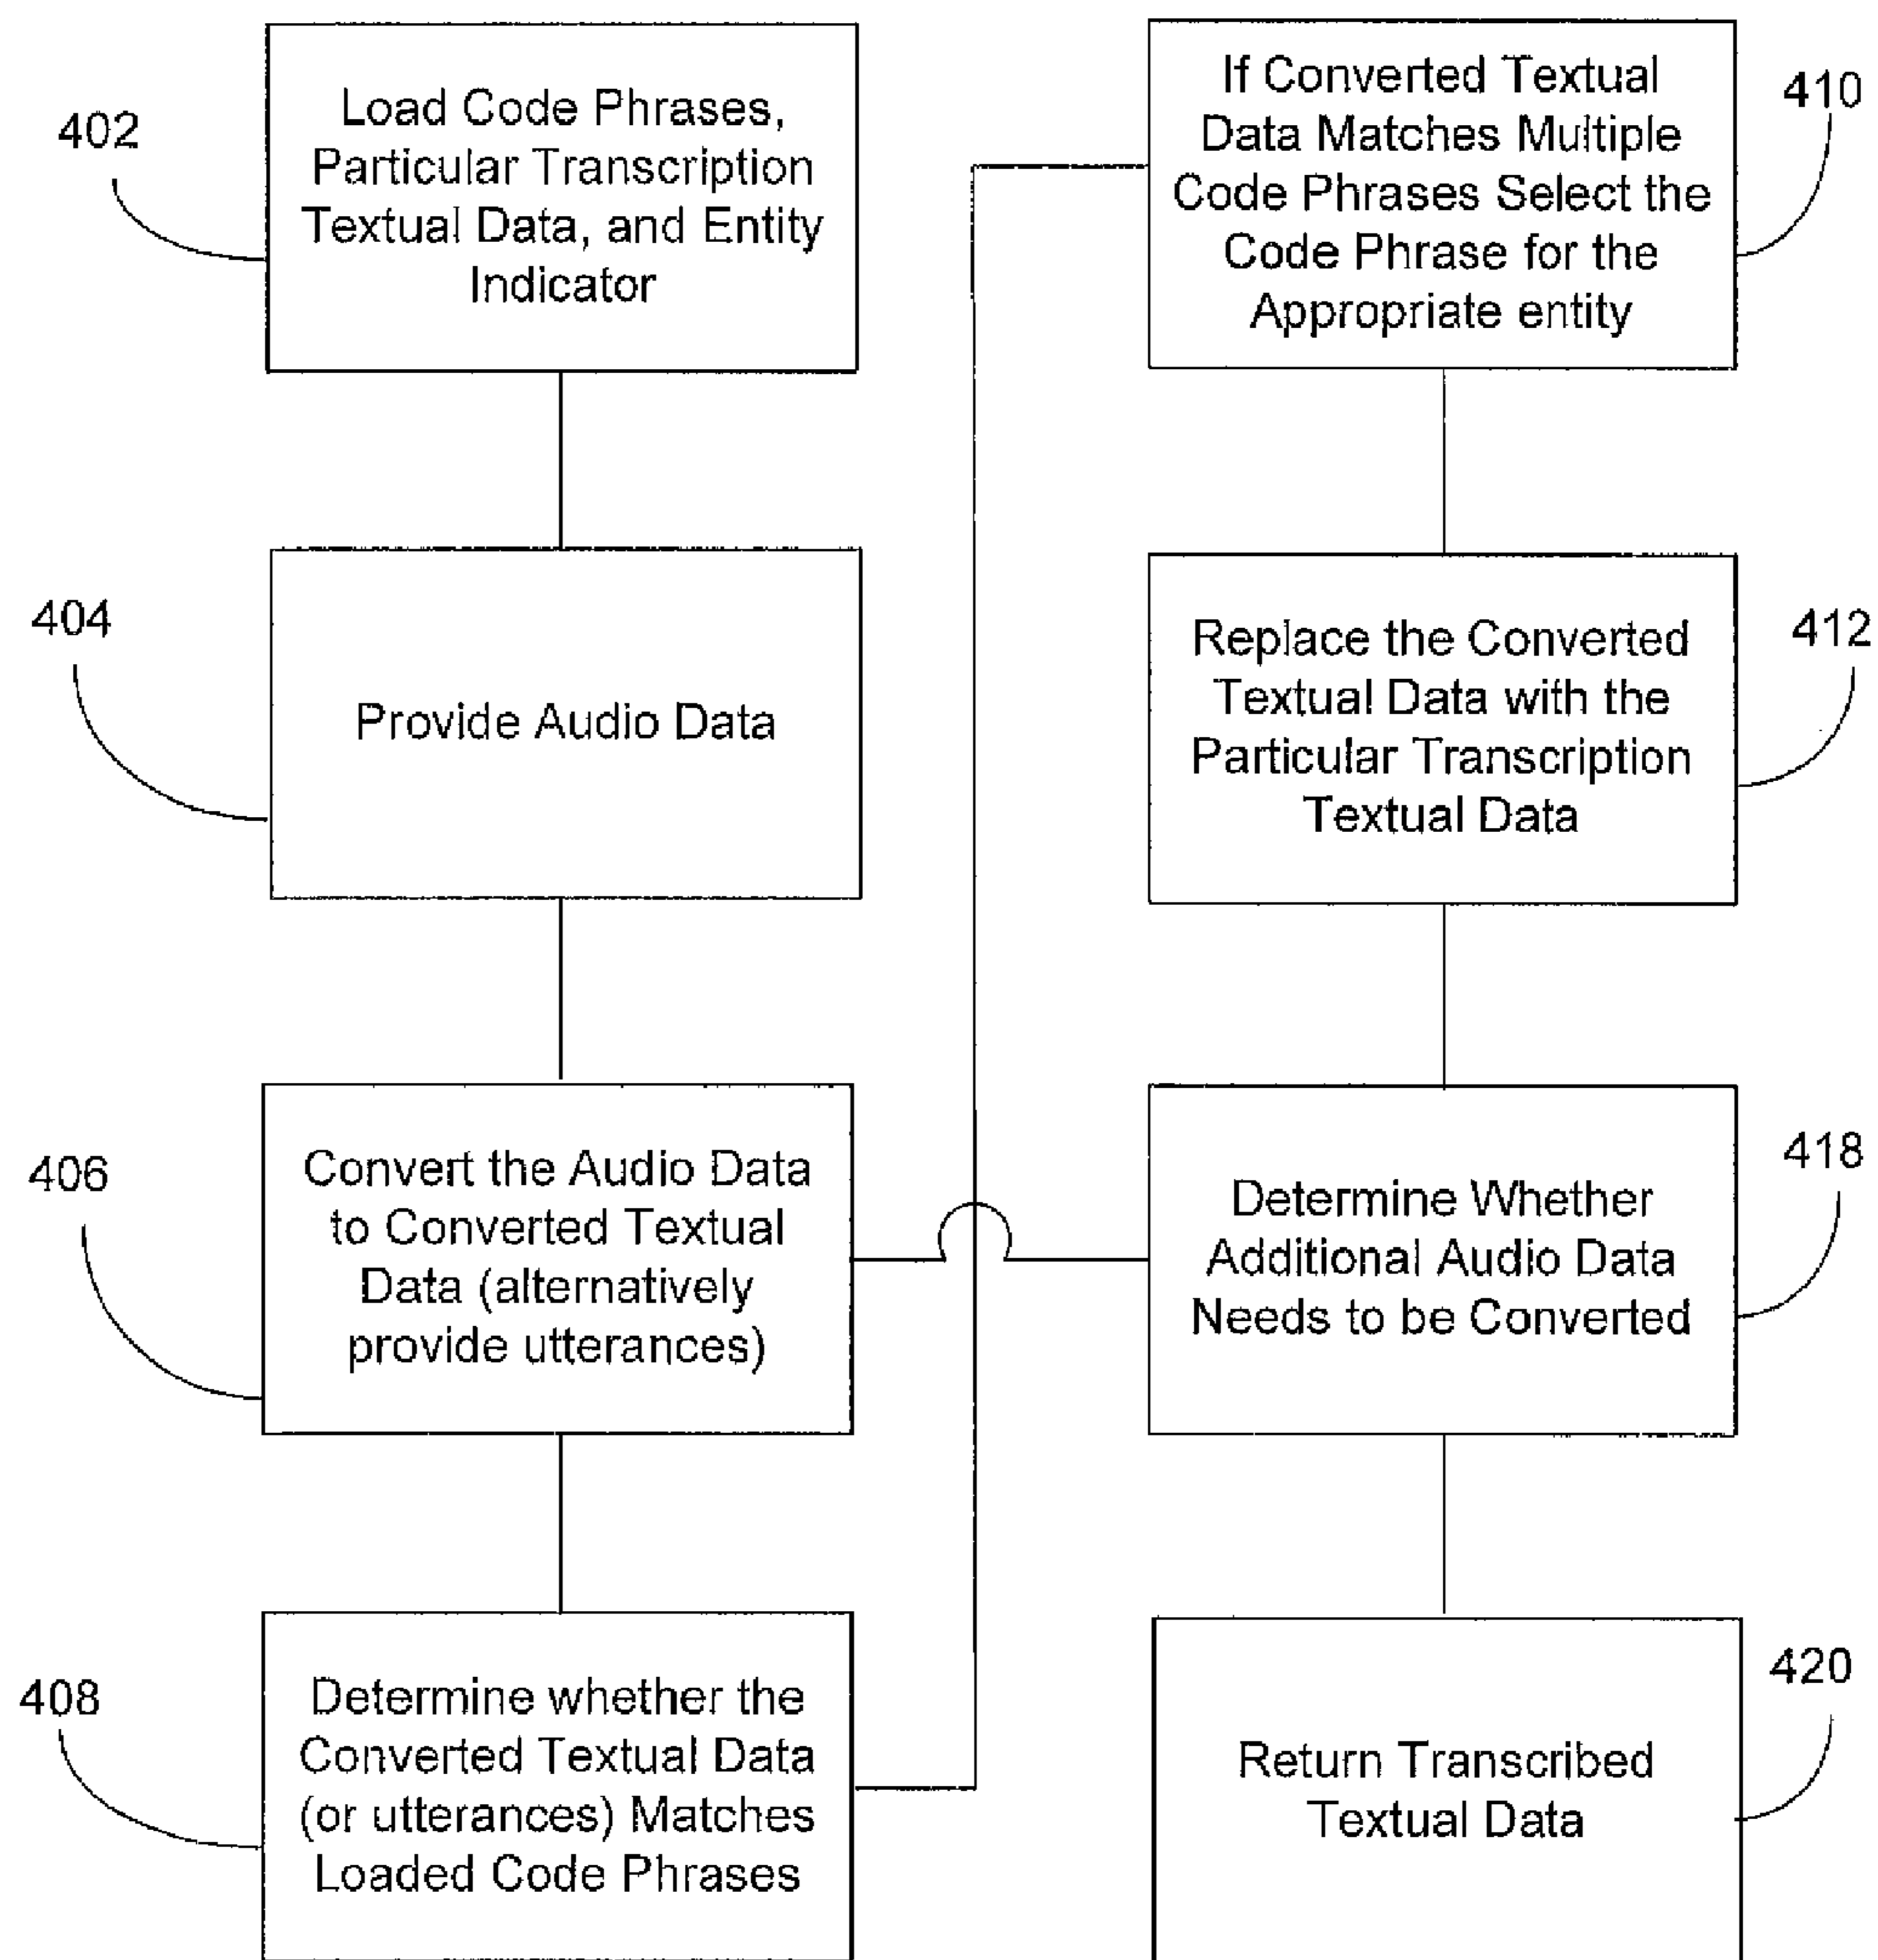 402
Load Code Phrases,
Particular Transcription
Textual Data, and Entity
Indicator
404
Provide Audio Data
406
Convert the Audio Data
to Converted Textual
Data (alternatively
provide utterances)
408
Determine whether the
Converted Textual Data
(or utterances) Matches
Loaded Code Phrases
410
If Converted Textual
Data Matches Multiple
Code Phrases Select the
Code Phrase for the
Appropriate entity
412
Replace the Converted
Textual Data with the
Particular Transcription
Textual Data
418
Determine Whether
Additional Audio Data
Needs to be Converted
420
Return Transcribed
Textual Data